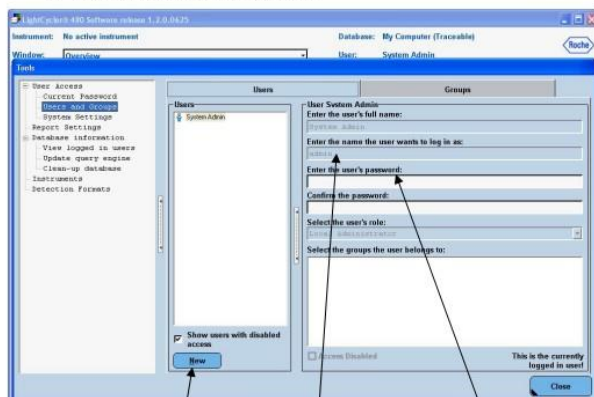 LightCycler® 480 Software release 1.2.0.0625
Instrument: No active instrument
Database: My Computer (Traceable)
Window: Overview
User: System Admin
Roche
Tools
User Access
Current Password
Users and Groups
System Settings
Report Settings
Database information
View logged in users
Update query engine
Clean-up database
Instruments
Detection Formats
Users
Groups
Users
System Admin
Show users with disabled
access
New
User System Admin
Enter the user's full name:
System Admin
Enter the name the user wants to log in as:
admin
Enter the user's password:
Confirm the password:
Select the user's role:
Local Administrator
Select the groups the user belongs to:
Access Disabled
This is the currently
logged in user!
Close